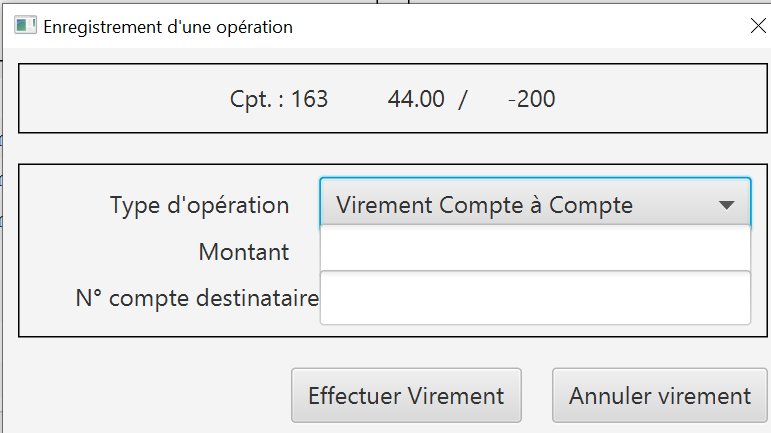 Enregistrement d'une opération
Cpt. : 163 44.00 / -200
Type d'opération Virement Compte à Compte
Montant
N° compte destinataire
Effectuer Virement Annuler virement